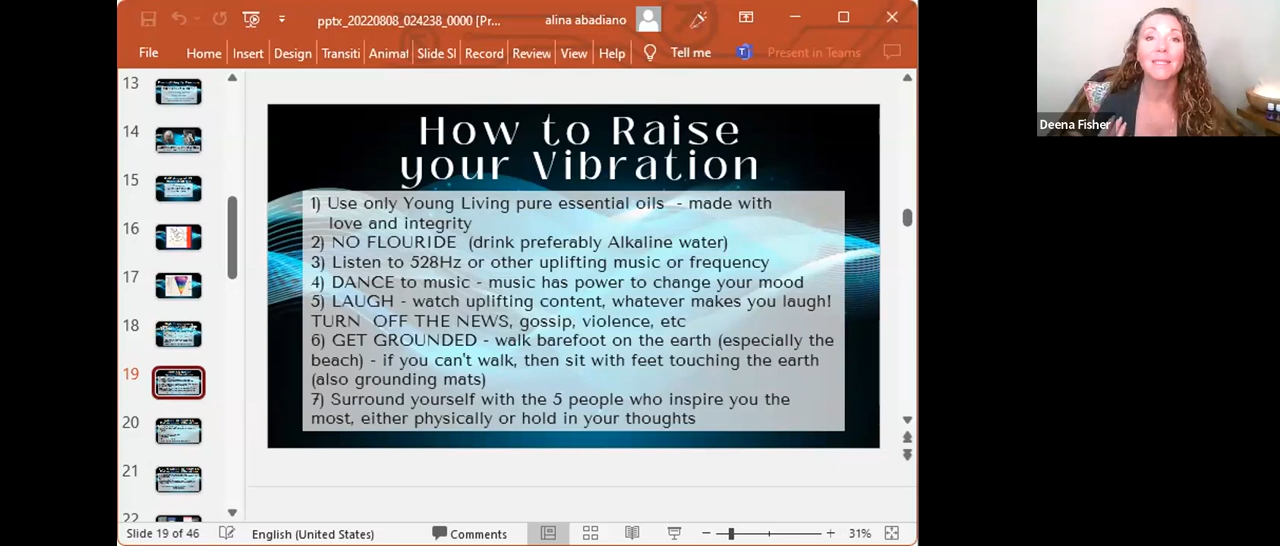 pptx_20220808_024238_0000 [Pr...
alina abadiano
File Home Insert Design Transiti Animat Slide Sl Record Review View Help Tell me Present in Teams
13
14
15
16
17
18
19
20
21
22
How to Raise
your Vibration
1) Use only Young Living pure essential oils - made with
love and integrity
2) NO FLOURIDE (drink preferably Alkaline water)
3) Listen to 528Hz or other uplifting music or frequency
4) DANCE to music - music has power to change your mood
5) LAUGH - watch uplifting content, whatever makes you laugh!
TURN OFF THE NEWS, gossip, violence, etc
6) GET GROUNDED - walk barefoot on the earth (especially the
beach) - if you can't walk, then sit with feet touching the earth
(also grounding mats)
7) Surround yourself with the 5 people who inspire you the
most, either physically or hold in your thoughts
Slide 19 of 46 English (United States) Comments 31%
Deena Fisher